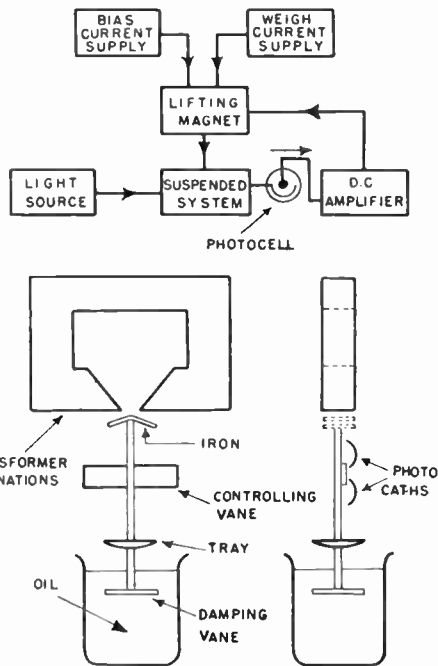 BIAS
CURRENT
SUPPLY
WEIGH
CURRENT
SUPPLY
LIFTING
MAGNET
LIGHT
SOURCE
SUSPENDED
SYSTEM
D.C
AMPLIFIER
PHOTOCELL
SFORMER
NATIONS
IRON
CONTROLLING
VANE
TRAY
OIL
DAMPING
VANE
PHOTO
CATHS